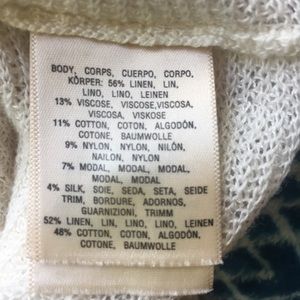 BODY, CORPS, CUERPO, CORPO,
KÖRPER: 56% LINEN, LIN,
LINO, LINO, LEINEN
13% VISCOSE, VISCOSE,VISCOSA,
VISCOSA, VISKOSE
11% COTTON, COTON, ALGODÓN,
COTONE, BAUMWOLLE
9% NYLON, NYLON, NILÓN,
NAILON, NYLON
7% MODAL, MODAL, MODAL,
MODAL, MODAL
4% SILK, SOIE, SEDA, SETA, SEIDE
TRIM, BORDURE, ADORNOS,
GUARNIZIONI, TRIMM
52% LINEN, LIN, LINO, LINO, LEINEN
48% COTTON, COTON, ALGODÓN,
COTONE, BAUMWOLLE